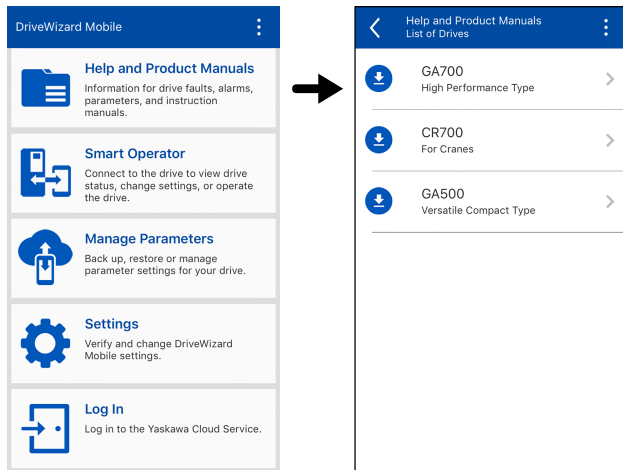 DriveWizard Mobile
Help and Product Manuals
Information for drive faults, alarms,
parameters, and instruction
manuals.
Smart Operator
Connect to the drive to view drive
status, change settings, or operate
the drive.
Manage Parameters
Back up, restore or manage
parameter settings for your drive.
Settings
Verify and change DriveWizard
Mobile settings.
Log In
Log in to the Yaskawa Cloud Service.
Help and Product Manuals
List of Drives
GA700
High Performance Type
CR700
For Cranes
GA500
Versatile Compact Type